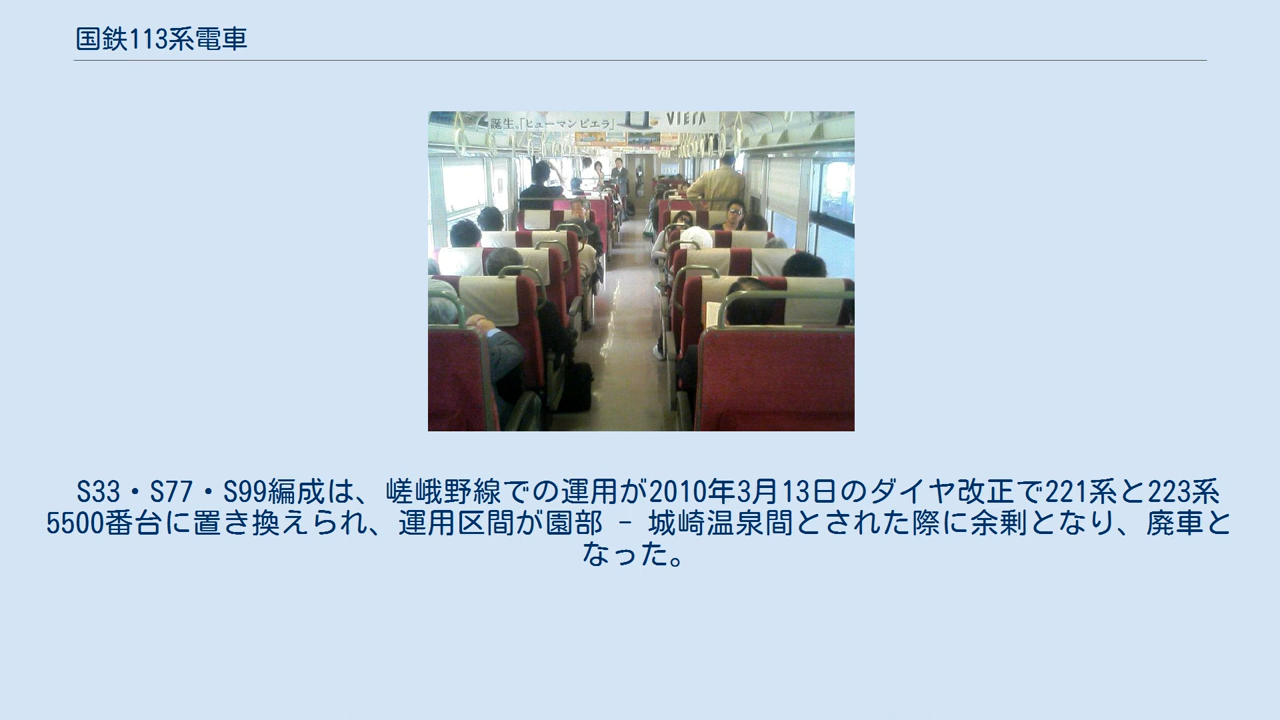 国鉄113系電車
誕生。「ヒューマンビエラ」
VIERA
S33・S77・S99編成は、嵯峨野線での運用が2010年3月13日のダイヤ改正で221系と223系
5500番台に置き換えられ、運用区間が園部 - 城崎温泉間とされた際に余剰となり、廃車と
なった。